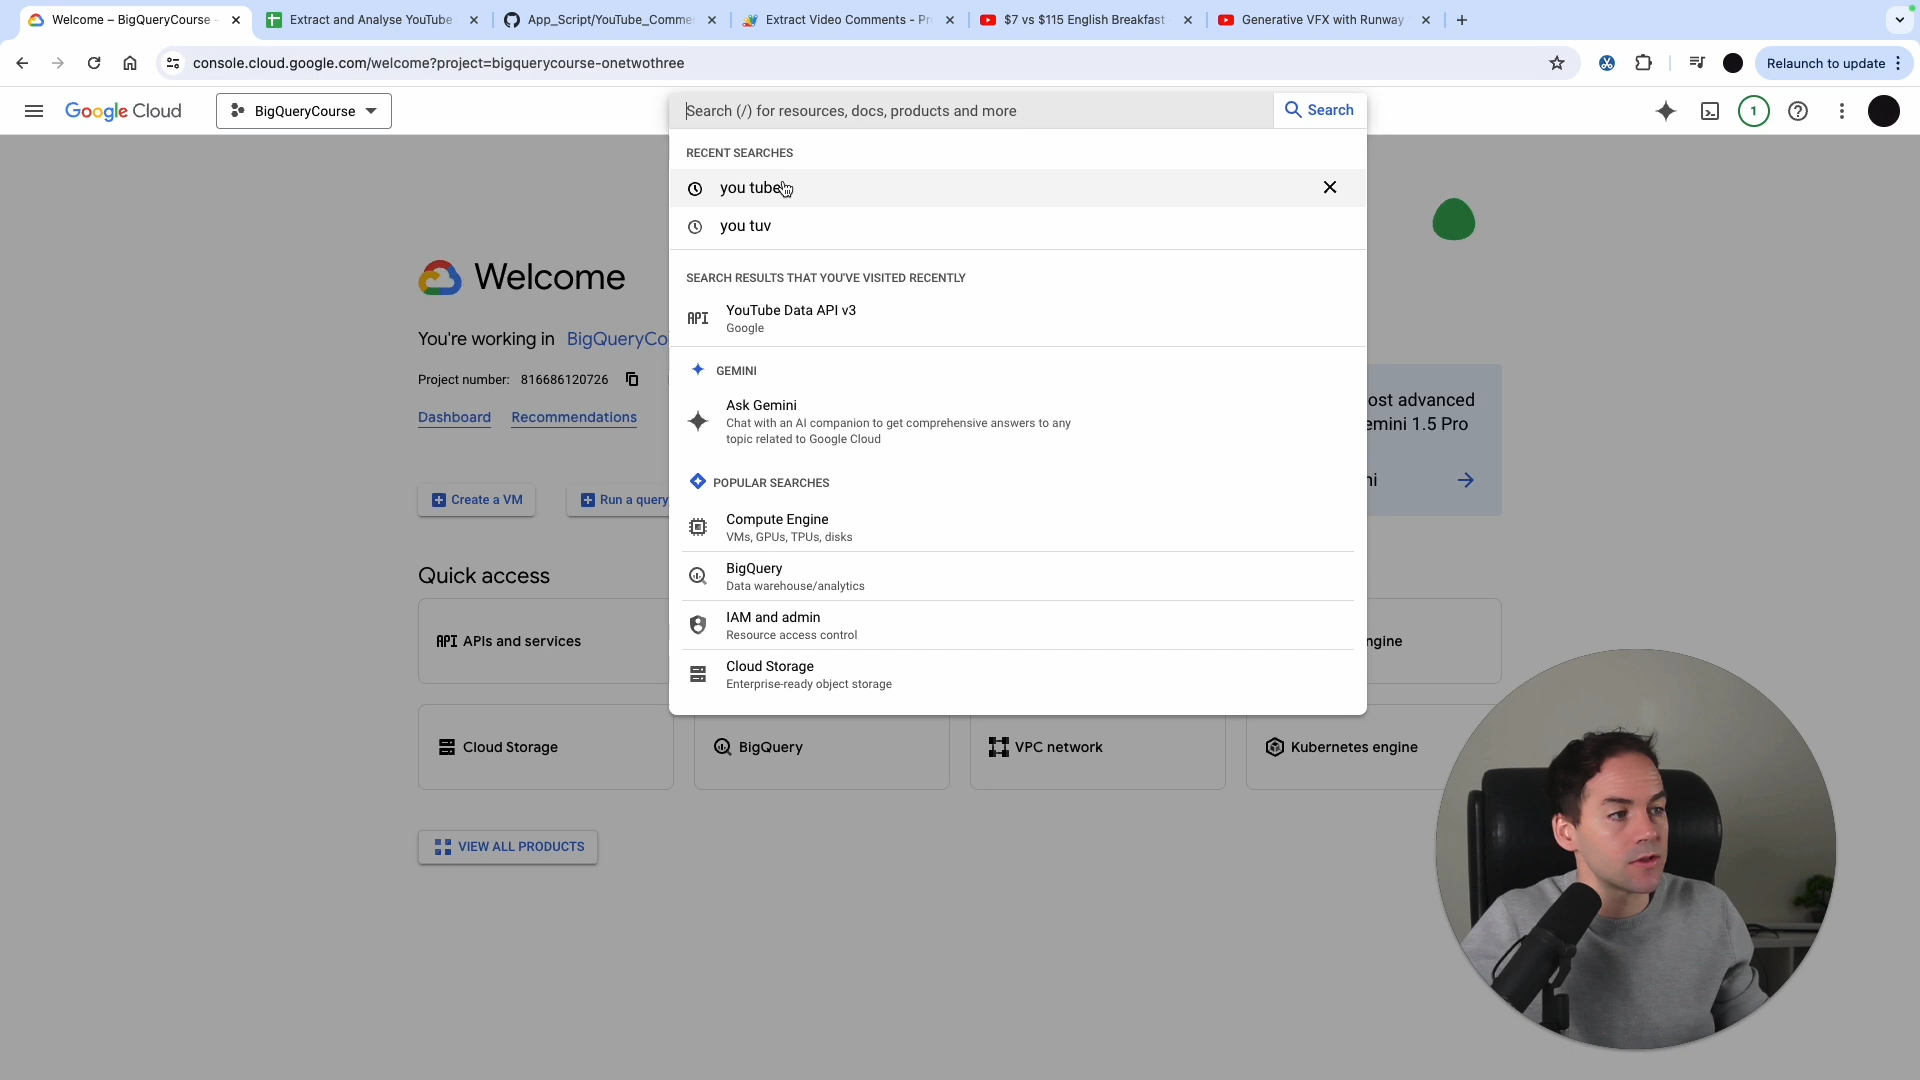 Welcome – BigQueryCourse -
Extract and Analyse YouTube
App_Script/YouTube_Comme
Extract Video Comments - Pr
$7 vs $115 English Breakfast
Generative VFX with Runway
console.cloud.google.com/welcome?project=bigquerycourse-onetwothree
Relaunch to update
Google Cloud
BigQueryCourse
Search (/) for resources, docs, products and more
Search
1
RECENT SEARCHES
you tube
you tuv
SEARCH RESULTS THAT YOU'VE VISITED RECENTLY
API YouTube Data API v3
Google
GEMINI
Ask Gemini
Chat with an AI companion to get comprehensive answers to any
topic related to Google Cloud
POPULAR SEARCHES
Compute Engine
VMs, GPUs, TPUs, disks
BigQuery
Data warehouse/analytics
IAM and admin
Resource access control
Cloud Storage
Enterprise-ready object storage
Welcome
You're working in BigQueryCo
Project number: 816686120726
Dashboard Recommendations
ost advanced
emini 1.5 Pro
ni
Create a VM
Run a query
Quick access
API APIs and services
ngine
Cloud Storage
BigQuery
VPC network
Kubernetes engine
VIEW ALL PRODUCTS